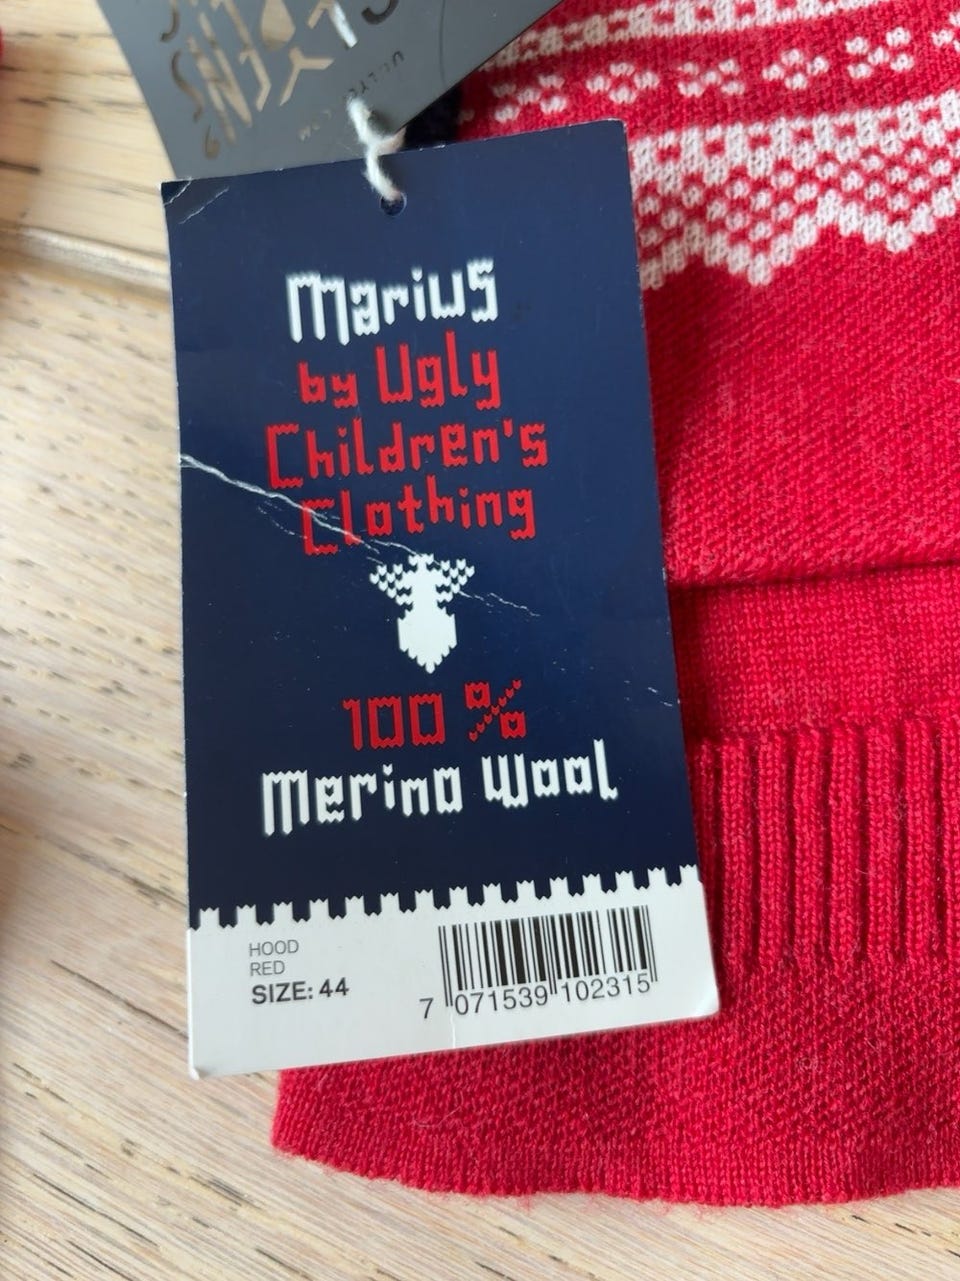 Marius
by Ugly
Children's
Clothing
100 %
Merino Wool
HOOD
RED
SIZE: 44
7 071539 102315